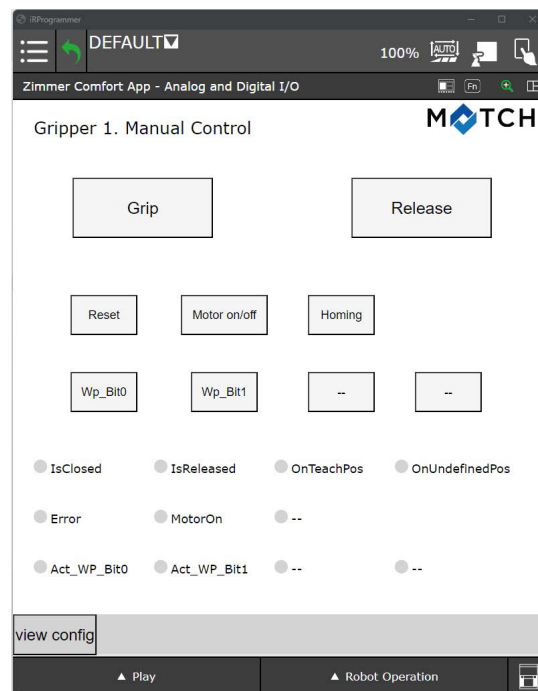 iRProgrammer
DEFAULT
100% AUTO
Zimmer Comfort App - Analog and Digital I/O
Fn
Gripper 1. Manual Control
MATCH
Grip Release
Reset Motor on/off Homing
Wp_Bit0 Wp_Bit1 -- --
IsClosed IsReleased OnTeachPos OnUndefinedPos
Error MotorOn --
Act_WP_Bit0 Act_WP_Bit1 -- --
view config
▲ Play ▲ Robot Operation